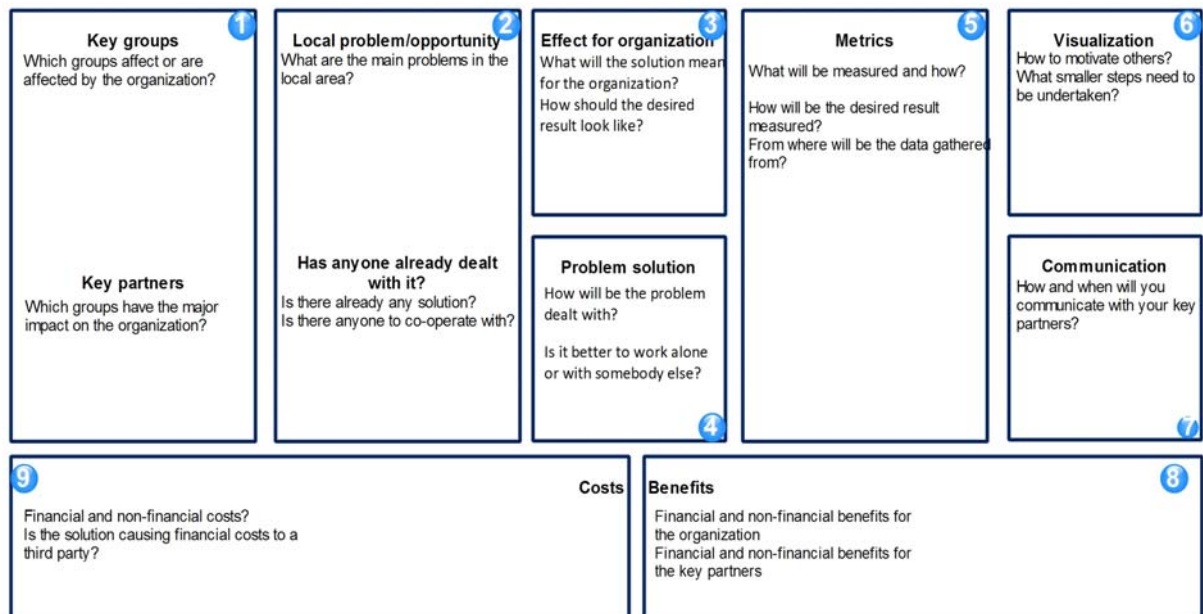 1
Key groups
Which groups affect or are
affected by the organization?
Key partners
Which groups have the major
impact on the organization?
2
Local problem/opportunity
What are the main problems in the
local area?
Has anyone already dealt
with it?
Is there already any solution?
Is there anyone to co-operate with?
3
Effect for organization
What will the solution mean
for the organization?
How should the desired
result look like?
Problem solution
How will be the problem
dealt with?
Is it better to work alone
or with somebody else?
4
5
Metrics
What will be measured and how?
How will be the desired result
measured?
From where will be the data gathered
from?
6
Visualization
How to motivate others?
What smaller steps need to
be undertaken?
Communication
How and when will you
communicate with your key
partners?
7
9
Costs
Financial and non-financial costs?
Is the solution causing financial costs to a
third party?
Benefits
8
Financial and non-financial benefits for
the organization
Financial and non-financial benefits for
the key partners